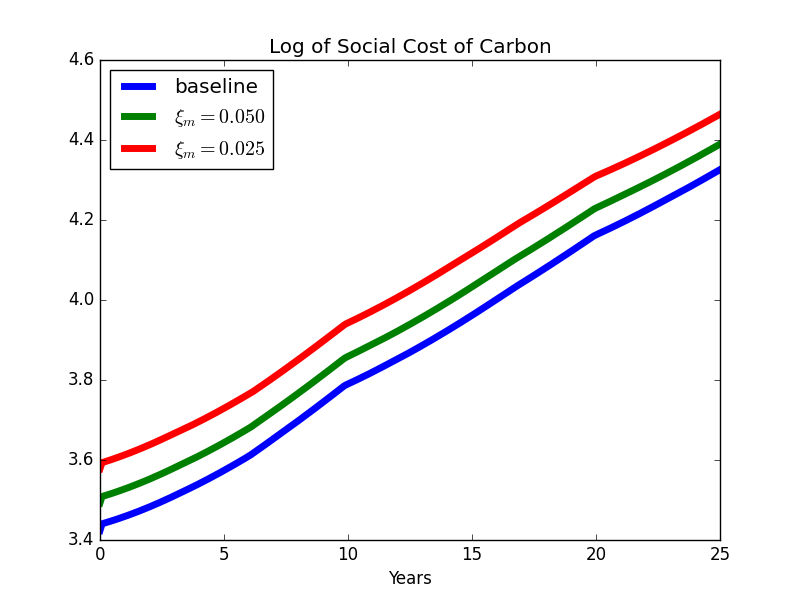 Log of Social Cost of Carbon
4.6
4.4
4.2
4.0
3.8
3.6
3.4
baseline
ξₘ = 0.050
ξₘ = 0.025
0 5 10 15 20 25
Years